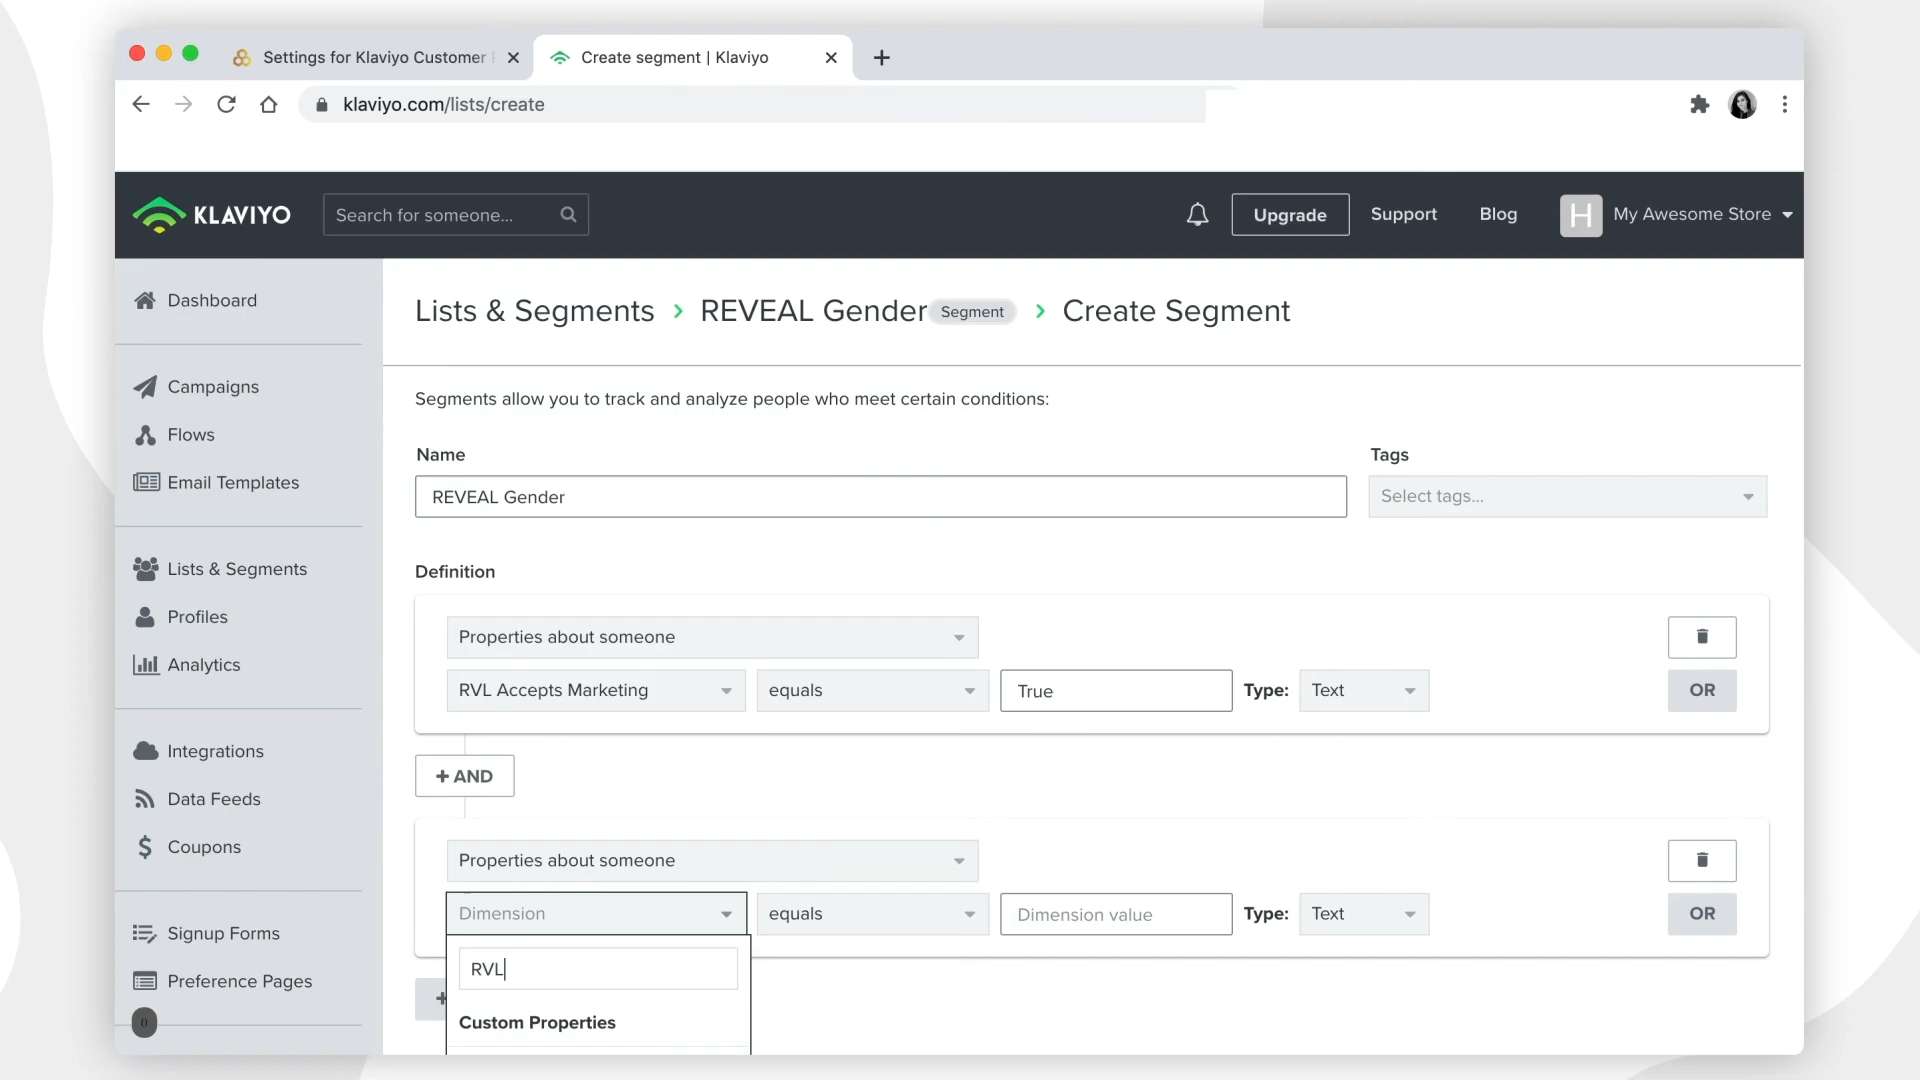 Settings for Klaviyo Customer
Create segment | Klaviyo
klaviyo.com/lists/create
KLAVIYO
Search for someone...
Upgrade
Support
Blog
H
My Awesome Store
Dashboard
Campaigns
Flows
Email Templates
Lists & Segments
Profiles
Analytics
Integrations
Data Feeds
Coupons
Signup Forms
Preference Pages
0
Lists & Segments > REVEAL Gender Segment > Create Segment
Segments allow you to track and analyze people who meet certain conditions:
Name
Tags
REVEAL Gender
Select tags...
Definition
Properties about someone
RVL Accepts Marketing
equals
True
Type:
Text
OR
+ AND
Properties about someone
Dimension
equals
Dimension value
Type:
Text
OR
RVL
+
Custom Properties